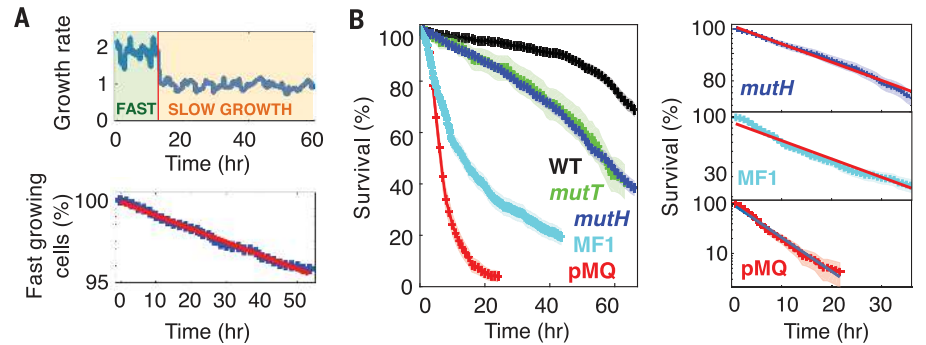 A
Growth rate
2
1
0
FAST
SLOW GROWTH
0 20 40 60
Time (hr)
Fast growing
cells (%)
100
95
0 10 20 30 40 50
Time (hr)
B
Survival (%)
100
80
60
40
20
0
WT
mutT
mutH
MF1
pMQ
0 20 40 60
Time (hr)
Survival (%)
100
80
mutH
100
30
MF1
100
10
pMQ
0 10 20 30
Time (hr)